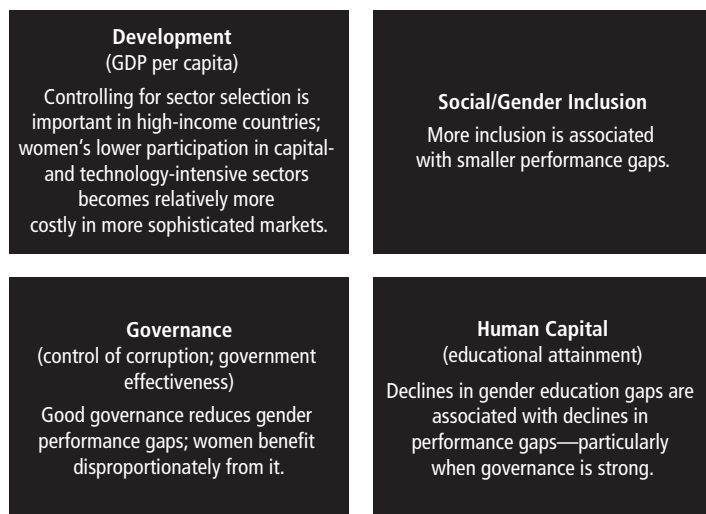 Development
(GDP per capita)
Controlling for sector selection is
important in high-income countries;
women's lower participation in capital-
and technology-intensive sectors
becomes relatively more
costly in more sophisticated markets.
Social/Gender Inclusion
More inclusion is associated
with smaller performance gaps.
Governance
(control of corruption; government
effectiveness)
Good governance reduces gender
performance gaps; women benefit
disproportionately from it.
Human Capital
(educational attainment)
Declines in gender education gaps are
associated with declines in
performance gaps—particularly
when governance is strong.